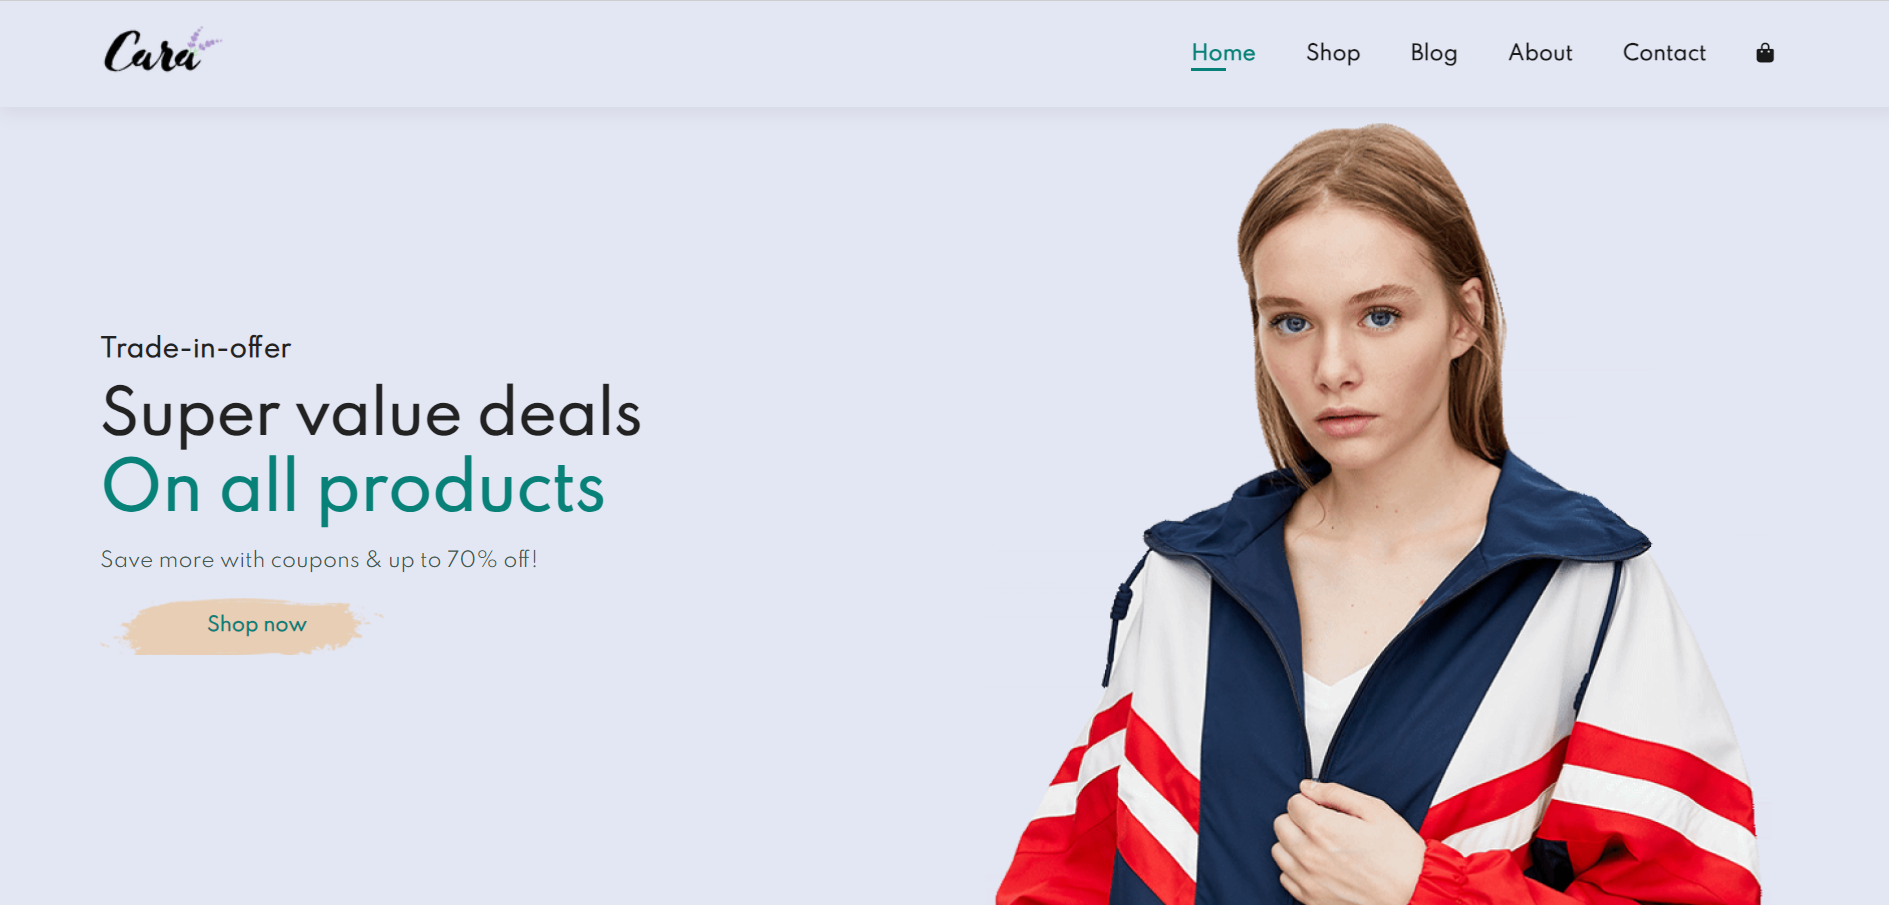 Cara
Home Shop Blog About Contact
Trade-in-offer
Super value deals
On all products
Save more with coupons & up to 70% off!
Shop now